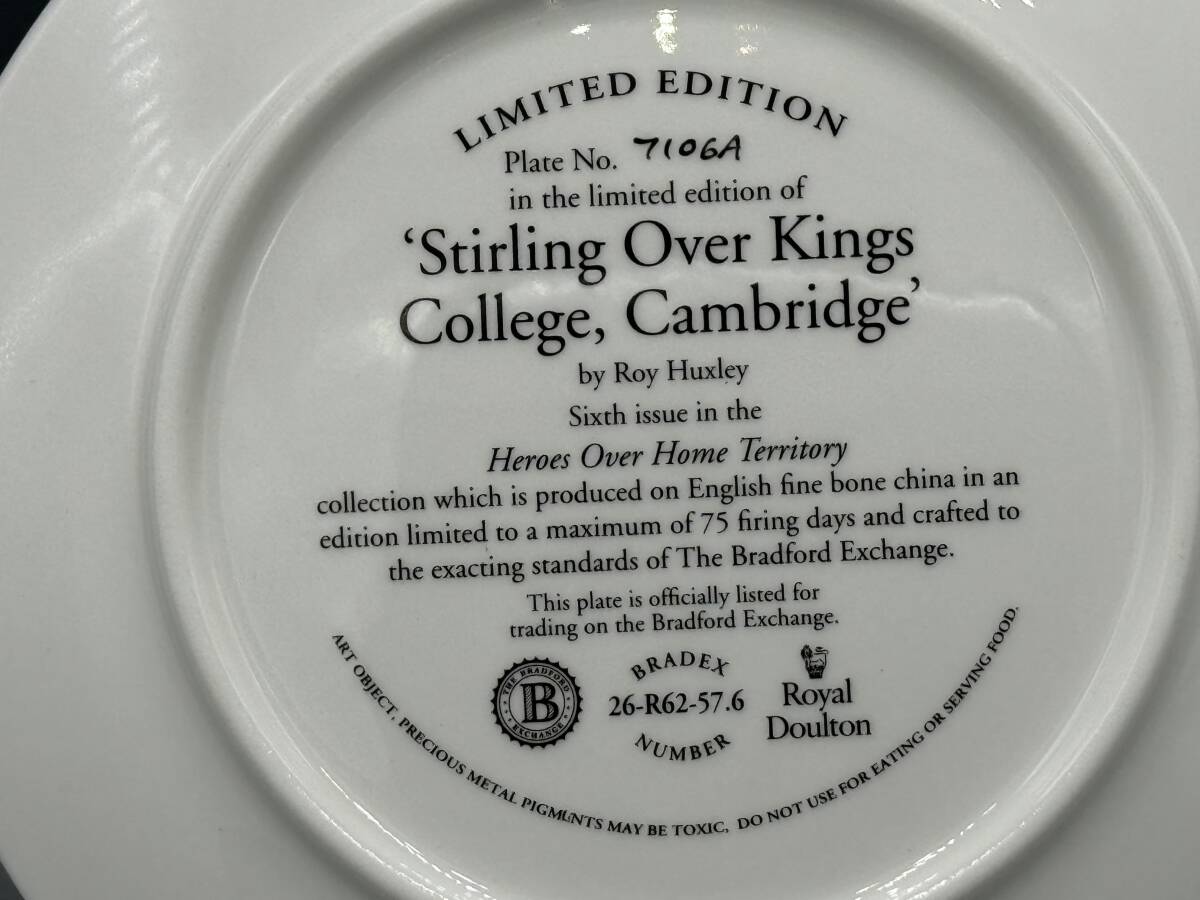 LIMITED EDITION
Plate No. 7106A
in the limited edition of
‘Stirling Over Kings
College, Cambridge’
by Roy Huxley
Sixth issue in the
Heroes Over Home Territory
collection which is produced on English fine bone china in an
edition limited to a maximum of 75 firing days and crafted to
the exacting standards of The Bradford Exchange.
This plate is officially listed for
trading on the Bradford Exchange.
THE BRADFORD
B
EXCHANGE
BRADEX
26-R62-57.6
NUMBER
Royal
Doulton
ART OBJECT, PRECIOUS METAL PIGMENTS MAY BE TOXIC, DO NOT USE FOR EATING OR SERVING FOOD.